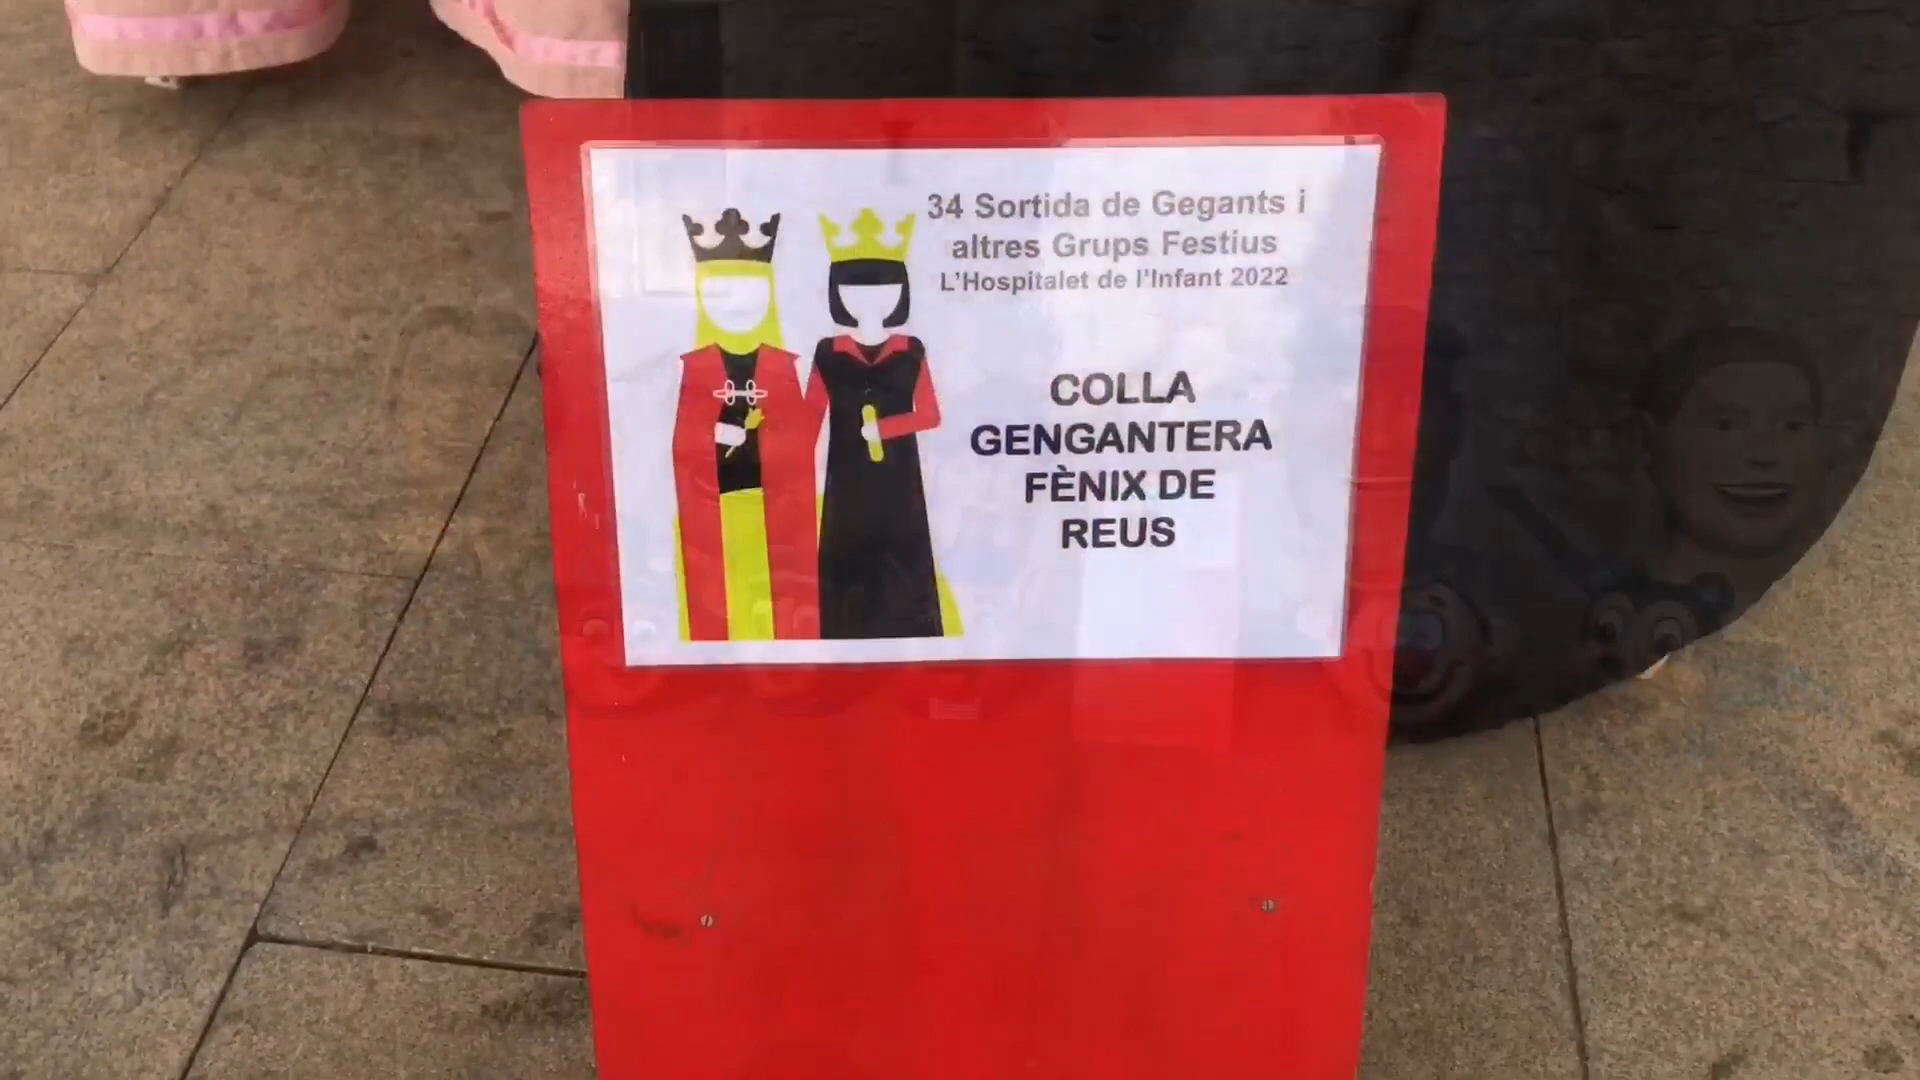 34 Sortida de Gegants i
altres Grups Festius
L'Hospitalet de l'Infant 2022
COLLA
GENGANTERA
FÈNIX DE
REUS